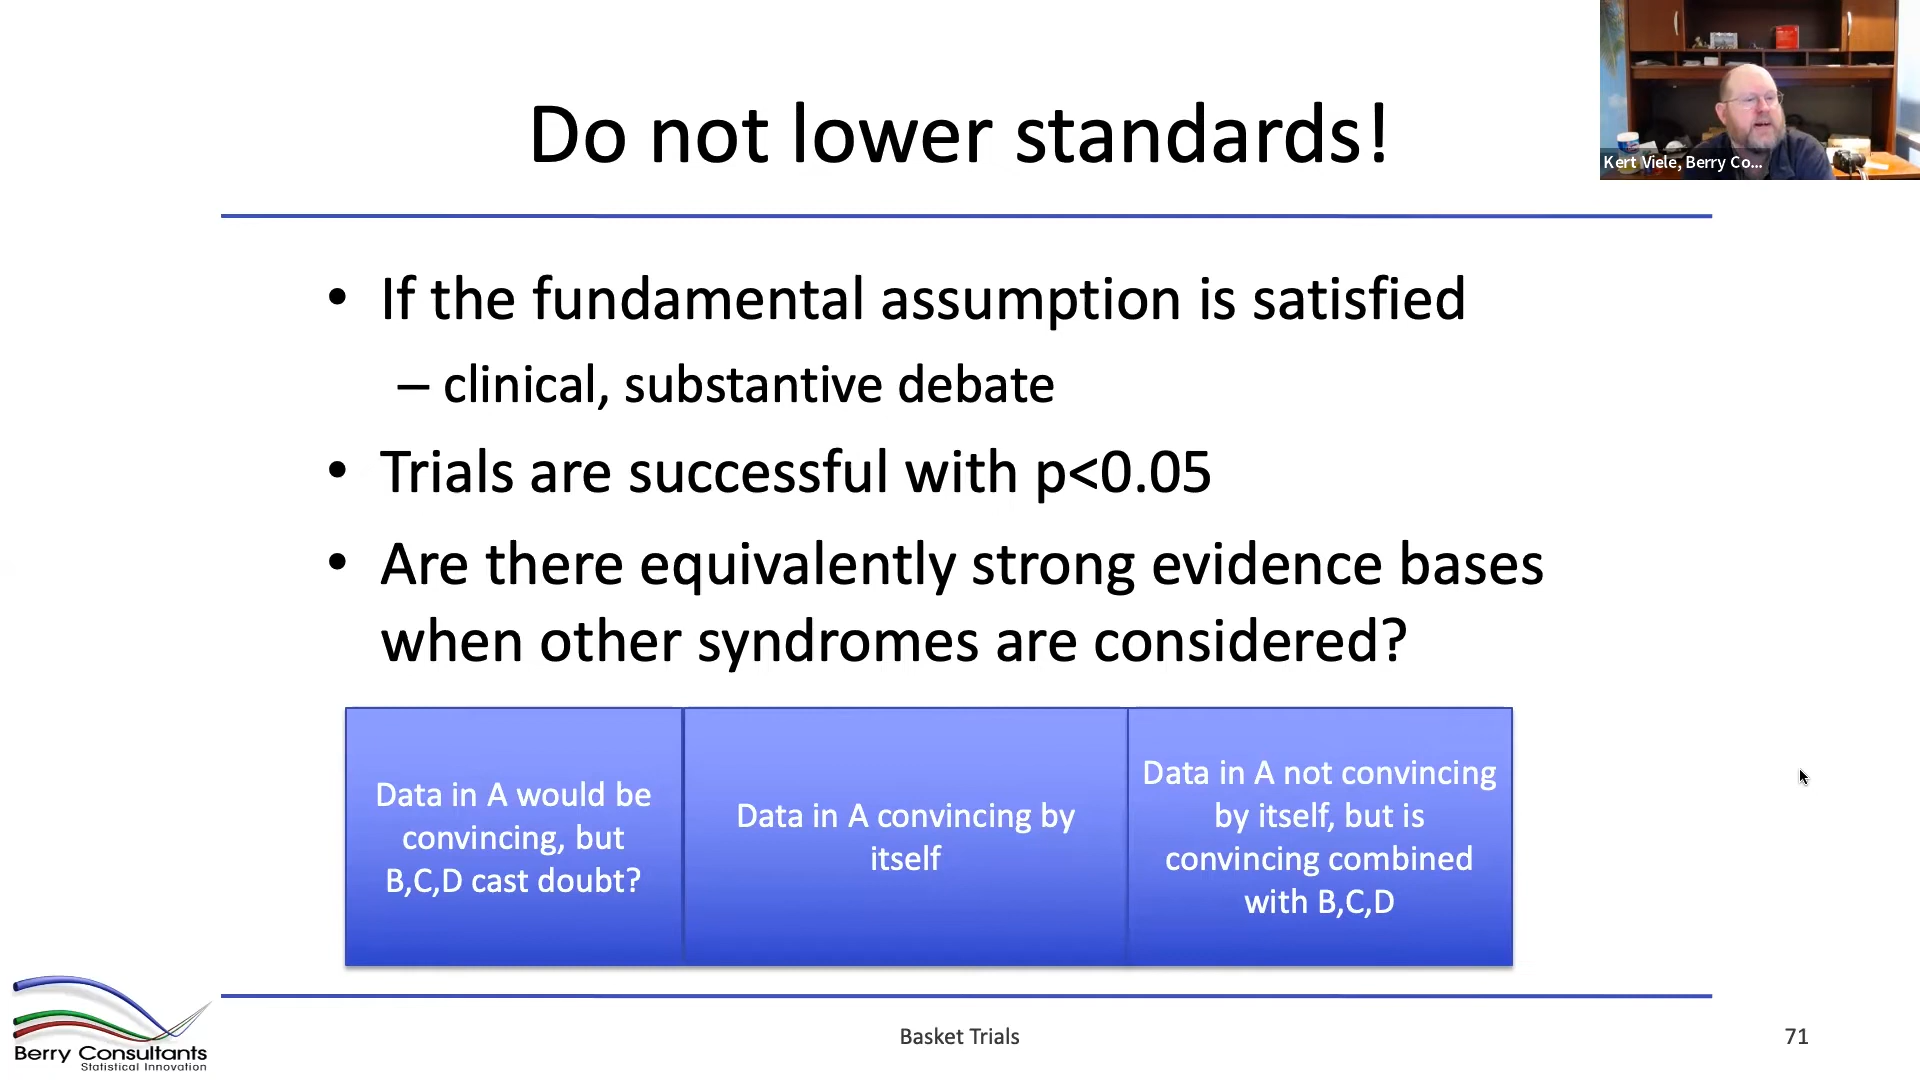 Do not lower standards!
Kert Viele, Berry Co...
• If the fundamental assumption is satisfied
– clinical, substantive debate
• Trials are successful with p<0.05
• Are there equivalently strong evidence bases
when other syndromes are considered?
Data in A would be
convincing, but
B,C,D cast doubt?
Data in A convincing by
itself
Data in A not convincing
by itself, but is
convincing combined
with B,C,D
Berry Consultants
Statistical Innovation
Basket Trials
71